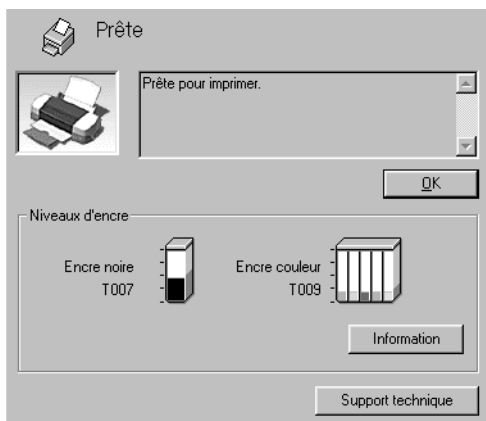 Prête
Prête pour imprimer.
OK
Niveaux d'encre
Encre noire
T007
Encre couleur
T009
Information
Support technique